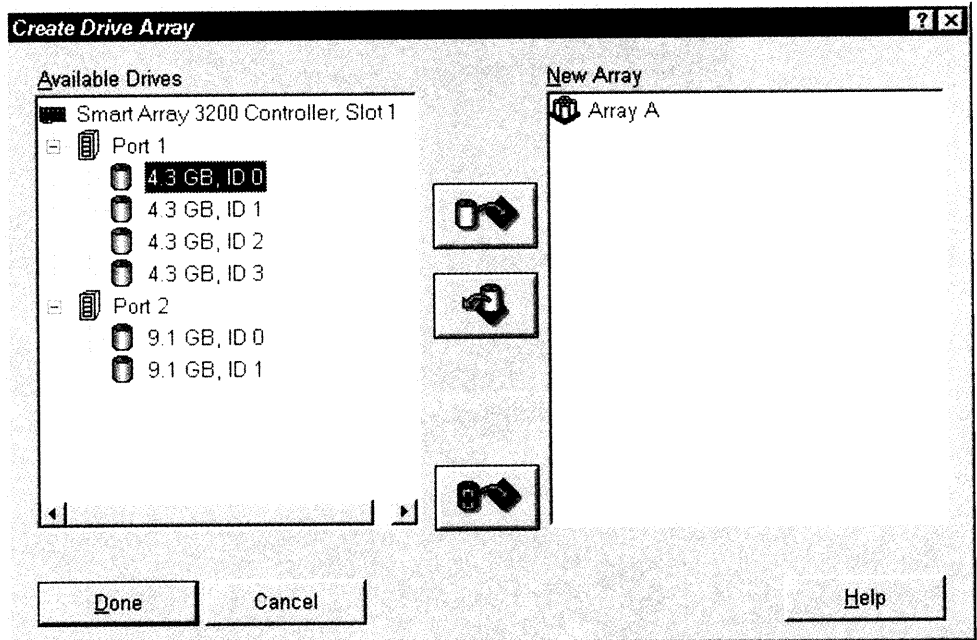 Create Drive Array
? X
Available Drives
Smart Array 3200 Controller, Slot 1
Port 1
4.3 GB, ID 0
4.3 GB, ID 1
4.3 GB, ID 2
4.3 GB, ID 3
Port 2
9.1 GB, ID 0
9.1 GB, ID 1
New Array
Array A
Done
Cancel
Help